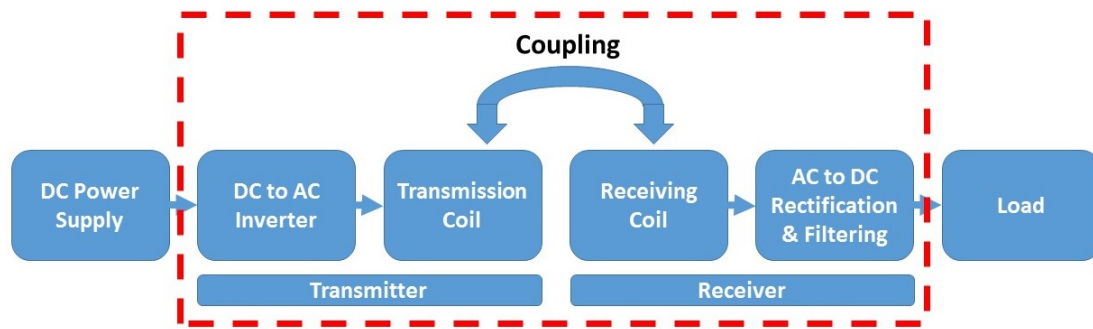 Coupling
DC Power
Supply
DC to AC
Inverter
Transmission
Coil
Receiving
Coil
AC to DC
Rectification
& Filtering
Load
Transmitter
Receiver